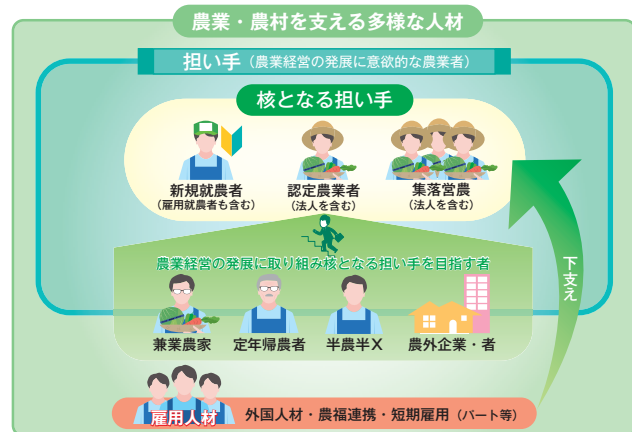 農業・農村を支える多様な人材
担い手（農業経営の発展に意欲的な農業者）
核となる担い手
新規就農者
（雇用就農者も含む）
認定農業者
（法人を含む）
集落営農
（法人を含む）
農業経営の発展に取り組み核となる担い手を目指す者
兼業農家
定年帰農者
半農半X
農外企業・者
下支え
雇用人材
外国人材・農福連携・短期雇用（パート等）